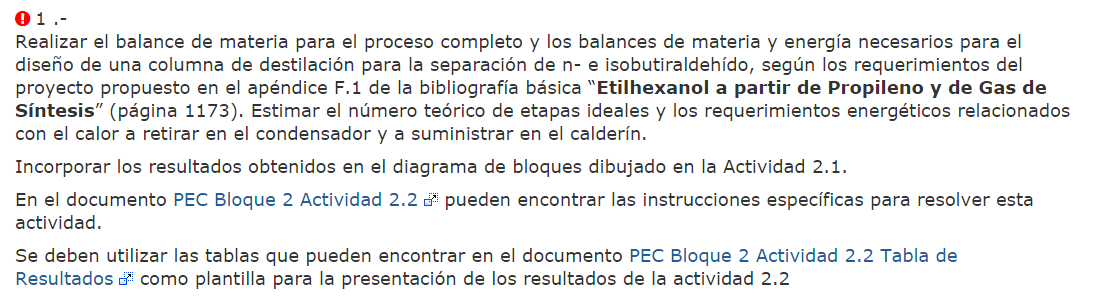 1 .-
Realizar el balance de materia para el proceso completo y los balances de materia y energía necesarios para el
diseño de una columna de destilación para la separación de n- e isobutiraldehído, según los requerimientos del
proyecto propuesto en el apéndice F.1 de la bibliografía básica “Etilhexanol a partir de Propileno y de Gas de
Síntesis” (página 1173). Estimar el número teórico de etapas ideales y los requerimientos energéticos relacionados
con el calor a retirar en el condensador y a suministrar en el calderín.
Incorporar los resultados obtenidos en el diagrama de bloques dibujado en la Actividad 2.1.
En el documento PEC Bloque 2 Actividad 2.2 pueden encontrar las instrucciones específicas para resolver esta
actividad.
Se deben utilizar las tablas que pueden encontrar en el documento PEC Bloque 2 Actividad 2.2 Tabla de
Resultados como plantilla para la presentación de los resultados de la actividad 2.2